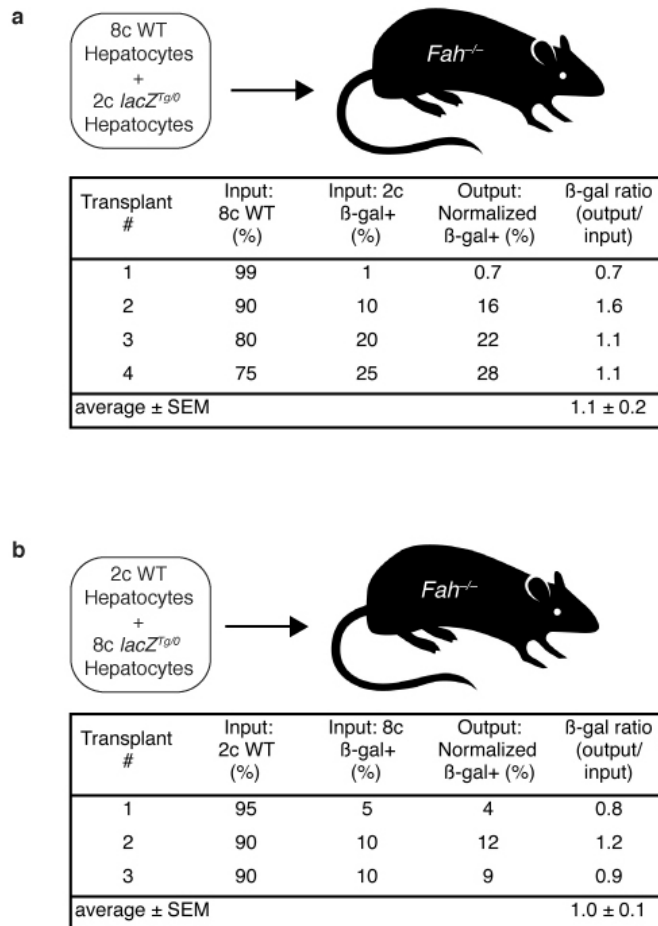 a
8c WT
Hepatocytes
+
2c lacZTg/0
Hepatocytes
Fah–/–
Transplant # Input: 8c WT (%) Input: 2c ß-gal+ (%) Output: Normalized ß-gal+ (%) ß-gal ratio (output/ input)
1 99 1 0.7 0.7
2 90 10 16 1.6
3 80 20 22 1.1
4 75 25 28 1.1
average ± SEM 1.1 ± 0.2
b
2c WT
Hepatocytes
+
8c lacZTg/0
Hepatocytes
Fah–/–
Transplant # Input: 2c WT (%) Input: 8c ß-gal+ (%) Output: Normalized ß-gal+ (%) ß-gal ratio (output/ input)
1 95 5 4 0.8
2 90 10 12 1.2
3 90 10 9 0.9
average ± SEM 1.0 ± 0.1